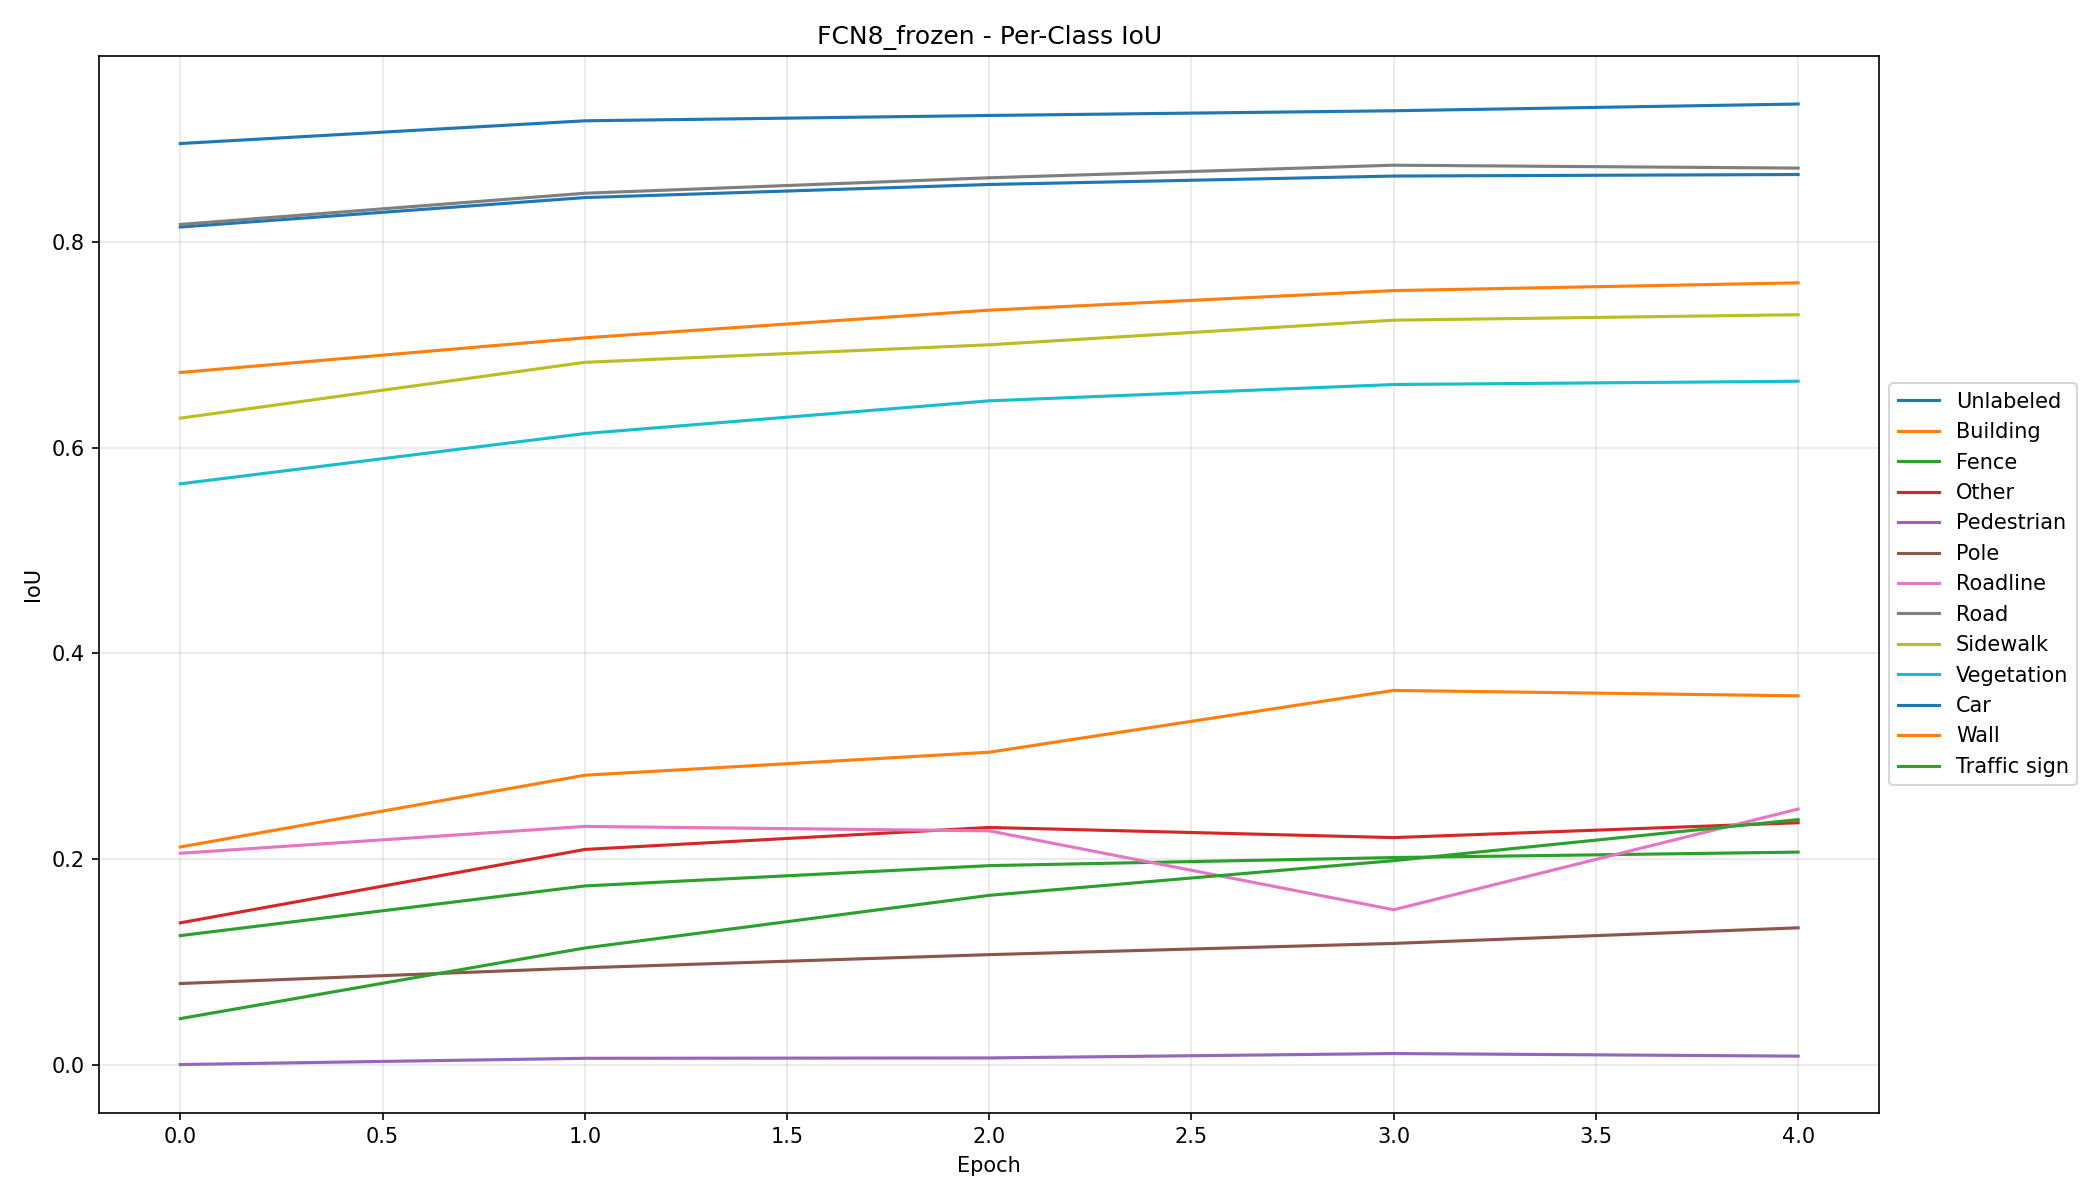 FCN8_frozen - Per-Class IoU
IoU
0.8
0.6
0.4
0.2
0.0
0.0 0.5 1.0 1.5 2.0 2.5 3.0 3.5 4.0
Epoch
Unlabeled
Building
Fence
Other
Pedestrian
Pole
Roadline
Road
Sidewalk
Vegetation
Car
Wall
Traffic sign